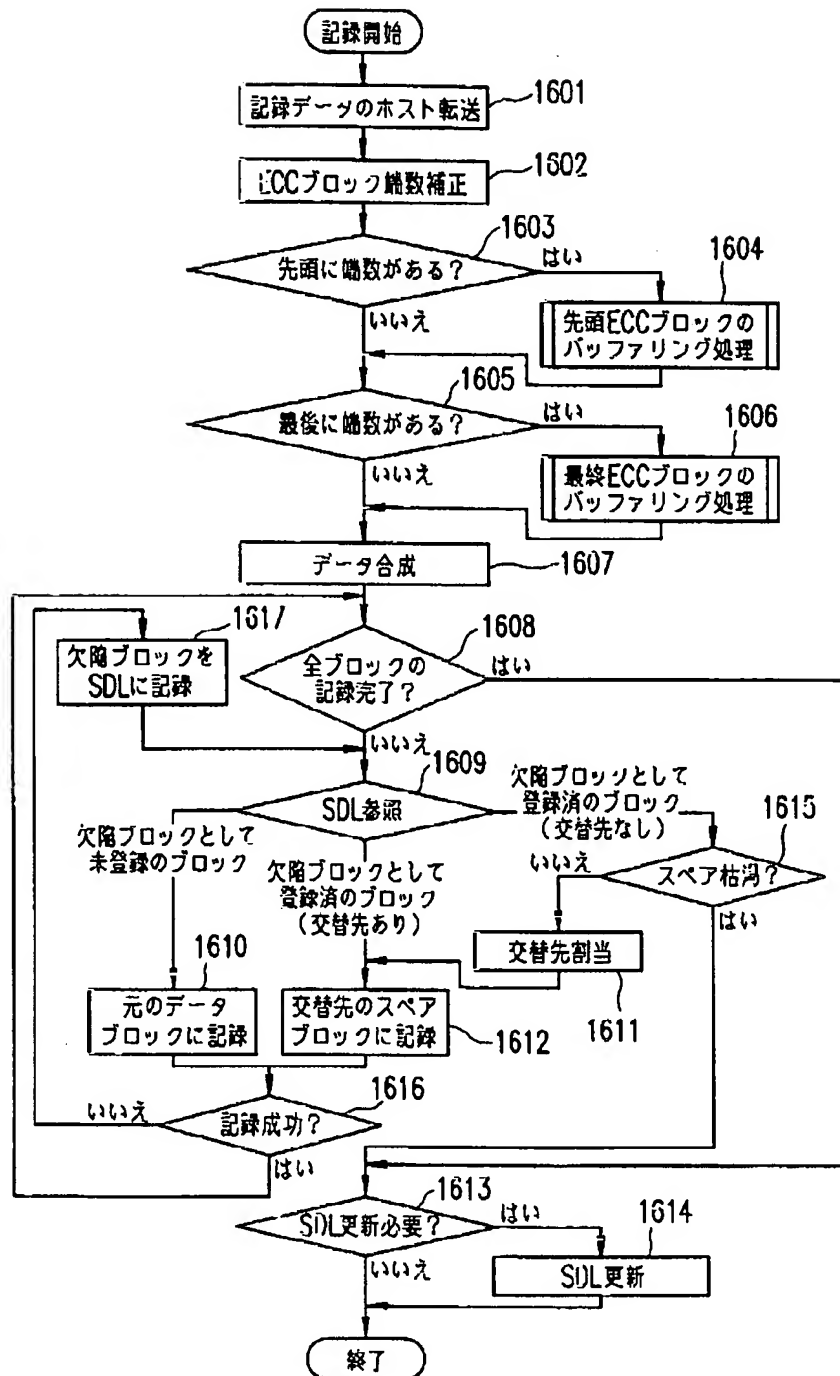 記録開始
記録データのホスト転送
1601
ECCブロック端数補正
1602
先頭に端数がある?
1603
はい
いいえ
1604
先頭ECCブロックの
バッファリング処理
最後に端数がある?
1605
はい
いいえ
1606
最終ECCブロックの
バッファリング処理
データ合成
1607
1617
欠陥ブロックを
SDLに記録
全ブロックの
記録完了?
1608
はい
いいえ
SDL参照
1609
欠陥ブロックとして
未登録のブロック
欠陥ブロックとして
登録済のブロック
(交替先あり)
欠陥ブロックとして
登録済のブロック
(交替先なし)
スペア枯渇?
1615
いいえ
はい
交替先割当
1611
1610
元のデータ
ブロックに記録
交替先のスペア
ブロックに記録
1612
記録成功?
1616
いいえ
はい
SDL更新必要?
1613
はい
いいえ
1614
SDL更新
終了